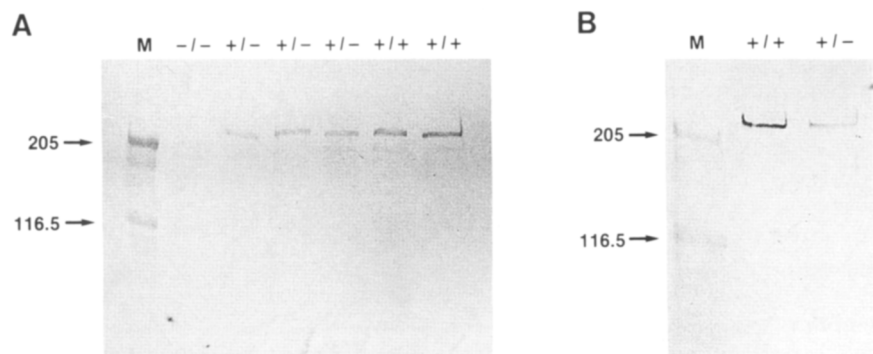 A
M -/- +/- +/- +/- +/+ +/+
205
116.5
B
M +/+ +/-
205
116.5